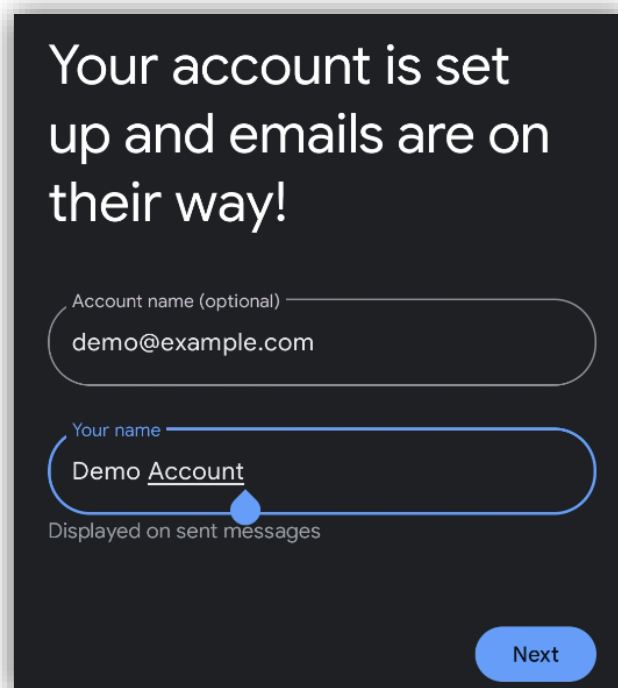 Your account is set
up and emails are on
their way!
Account name (optional)
demo@example.com
Your name
Demo Account
Displayed on sent messages
Next